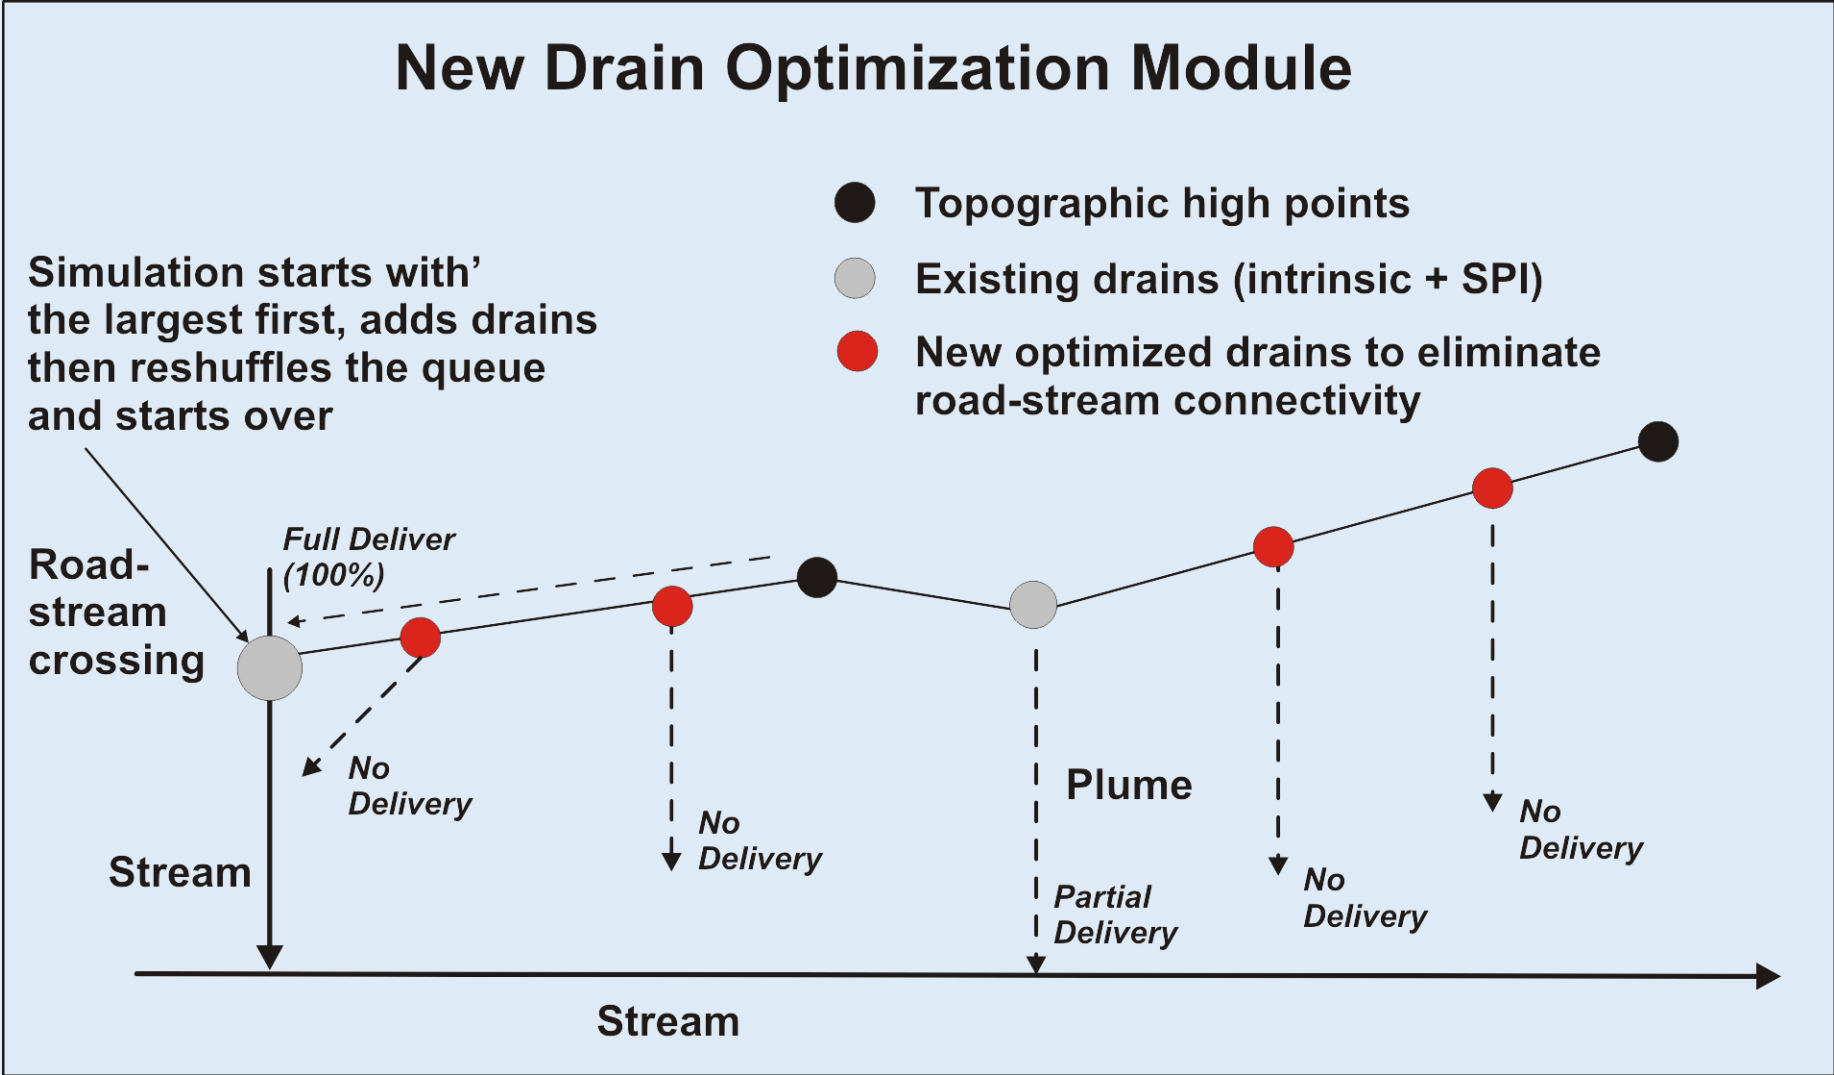 New Drain Optimization Module
Topographic high points
Existing drains (intrinsic + SPI)
New optimized drains to eliminate
road-stream connectivity
Simulation starts with’
the largest first, adds drains
then reshuffles the queue
and starts over
Road-
stream
crossing
Full Deliver
(100%)
No
Delivery
No
Delivery
Plume
Partial
Delivery
No
Delivery
No
Delivery
Stream
Stream